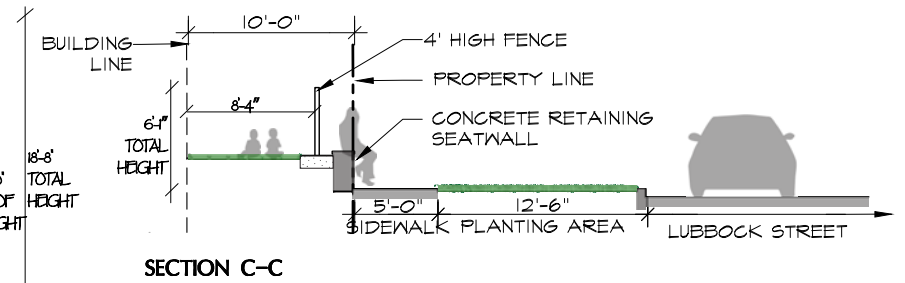 10'-0"
BUILDING
LINE
4' HIGH FENCE
PROPERTY LINE
8'-4"
6'-1"
TOTAL
HEIGHT
CONCRETE RETAINING
SEATWALL
18'-8'
TOTAL
HEIGHT
OF
5'-0"
12'-6"
SIDEWALK
PLANTING AREA
LUBBOCK STREET
SECTION C-C